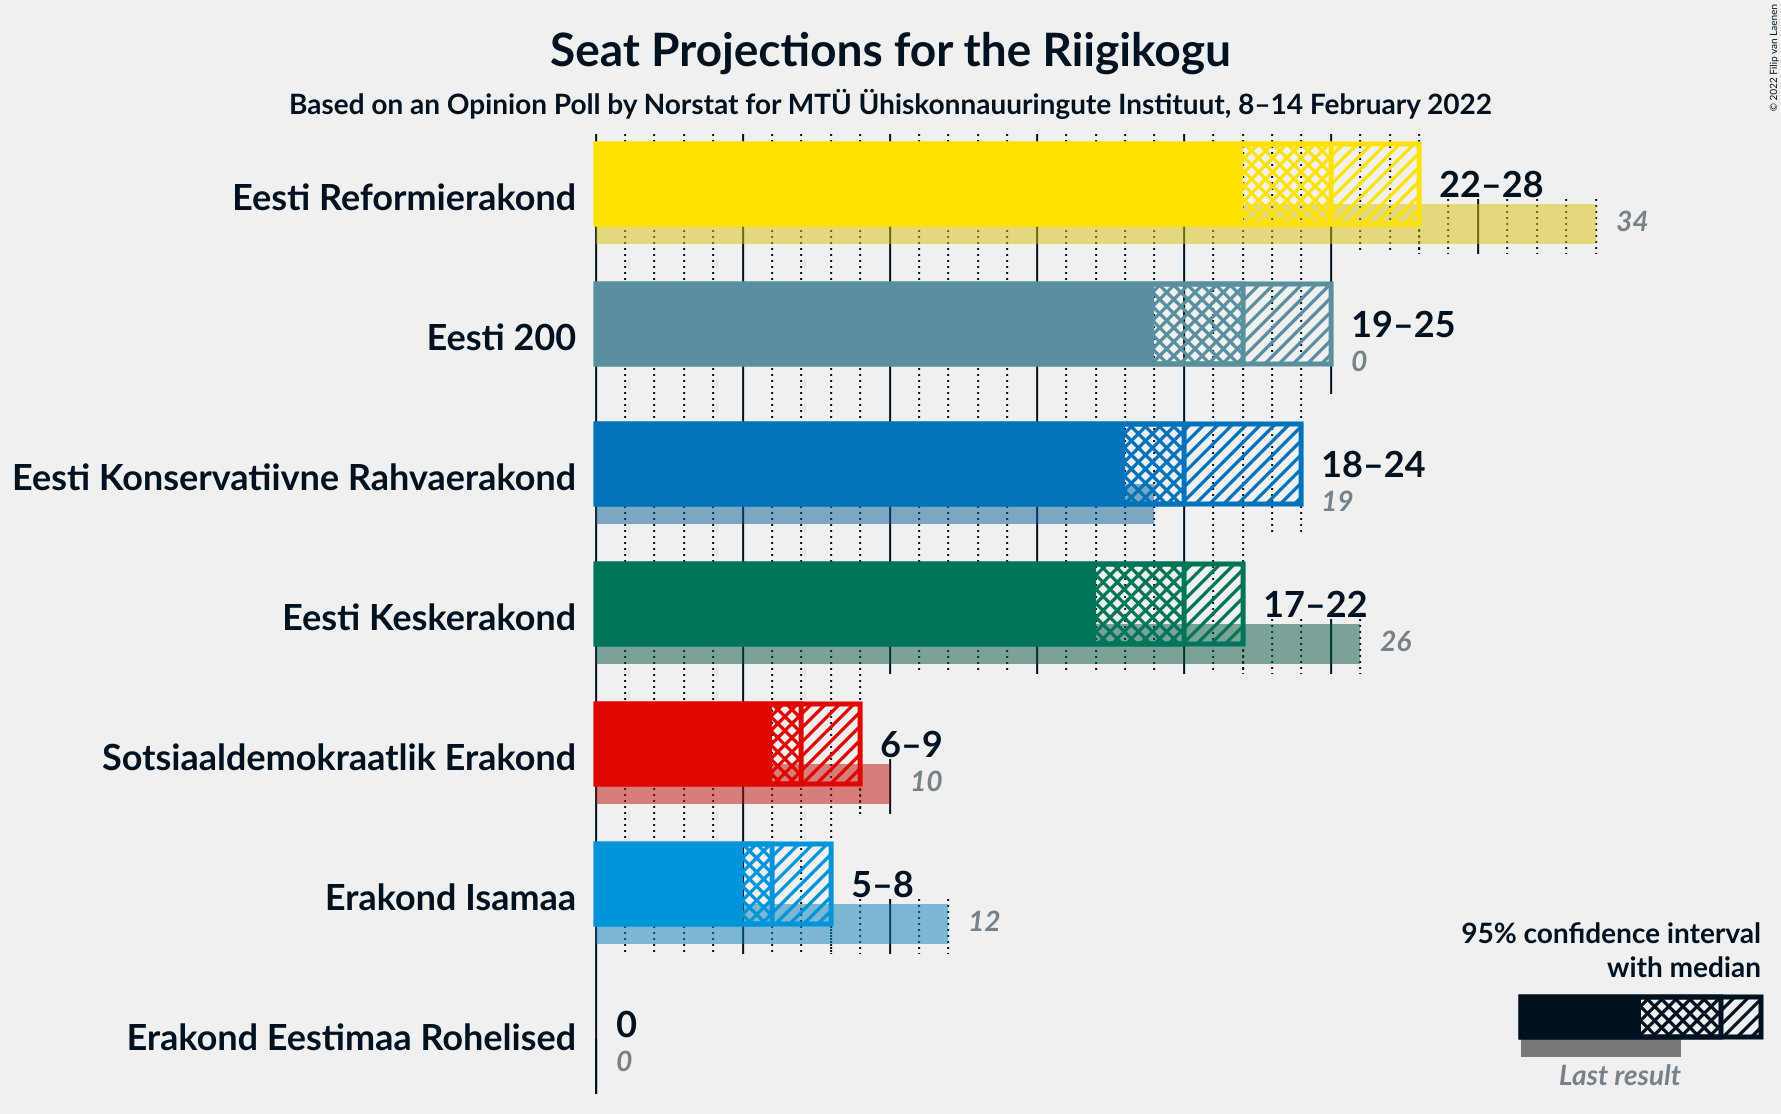 Seat Projections for the Riigikogu
Based on an Opinion Poll by Norstat for MTÜ Ühiskonnauuringute Instituut, 8–14 February 2022
© 2022 Filip van Laenen
Eesti Reformierakond
22–28
34
Eesti 200
19–25
0
Eesti Konservatiivne Rahvaerakond
18–24
19
Eesti Keskerakond
17–22
26
Sotsiaaldemokraatlik Erakond
6–9
10
Erakond Isamaa
5–8
12
Erakond Eestimaa Rohelised
0
0
95% confidence interval
with median
Last result